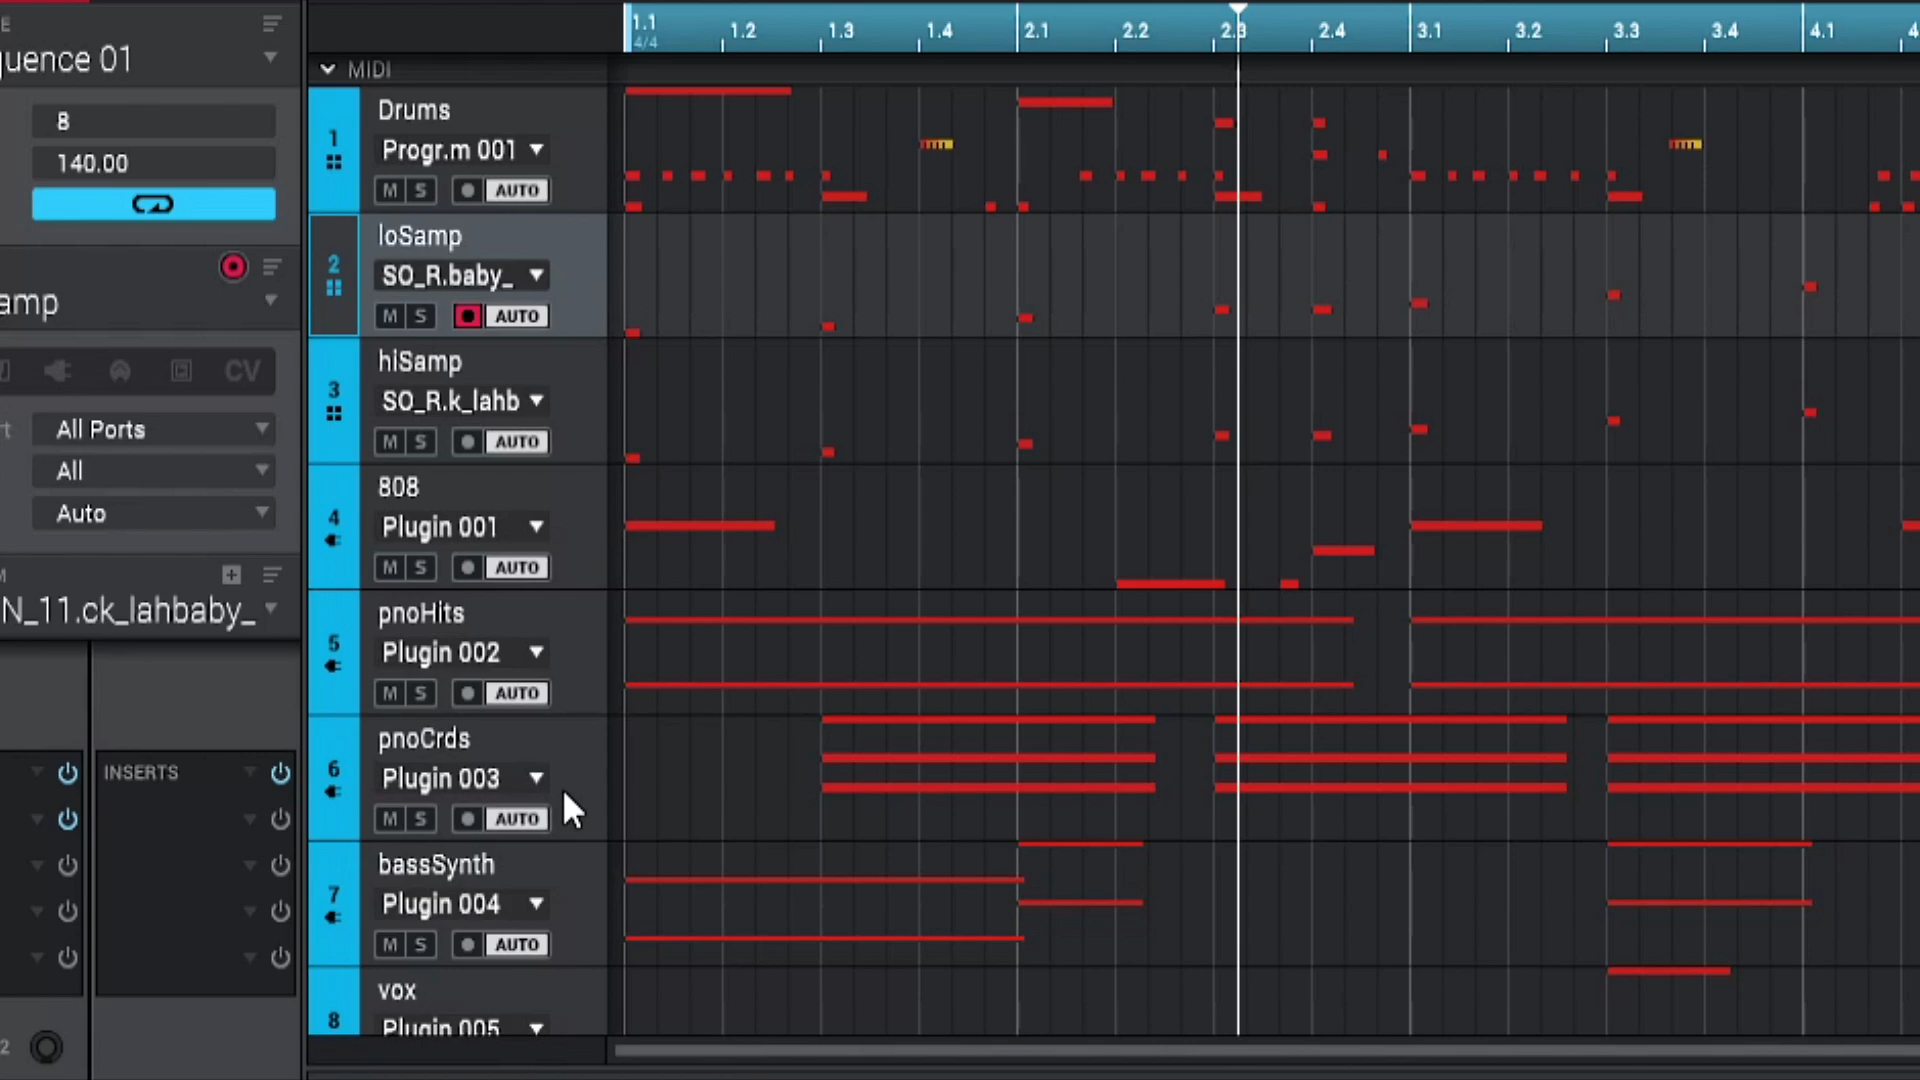 E
uence 01
8
140.00
amp
CV
t All Ports
All
Auto
M
N_11.ck_lahbaby_
INSERTS
2
1.1 1.2 1.3 1.4 2.1 2.2 2.3 2.4 3.1 3.2 3.3 3.4 4.1 4
4/4
MIDI
1 Drums
Progr.m 001
M S AUTO
2 loSamp
SO_R.baby_
M S AUTO
3 hiSamp
SO_R.k_lahb
M S AUTO
4 808
Plugin 001
M S AUTO
5 pnoHits
Plugin 002
M S AUTO
6 pnoCrds
Plugin 003
M S AUTO
7 bassSynth
Plugin 004
M S AUTO
8 vox
Plugin 005